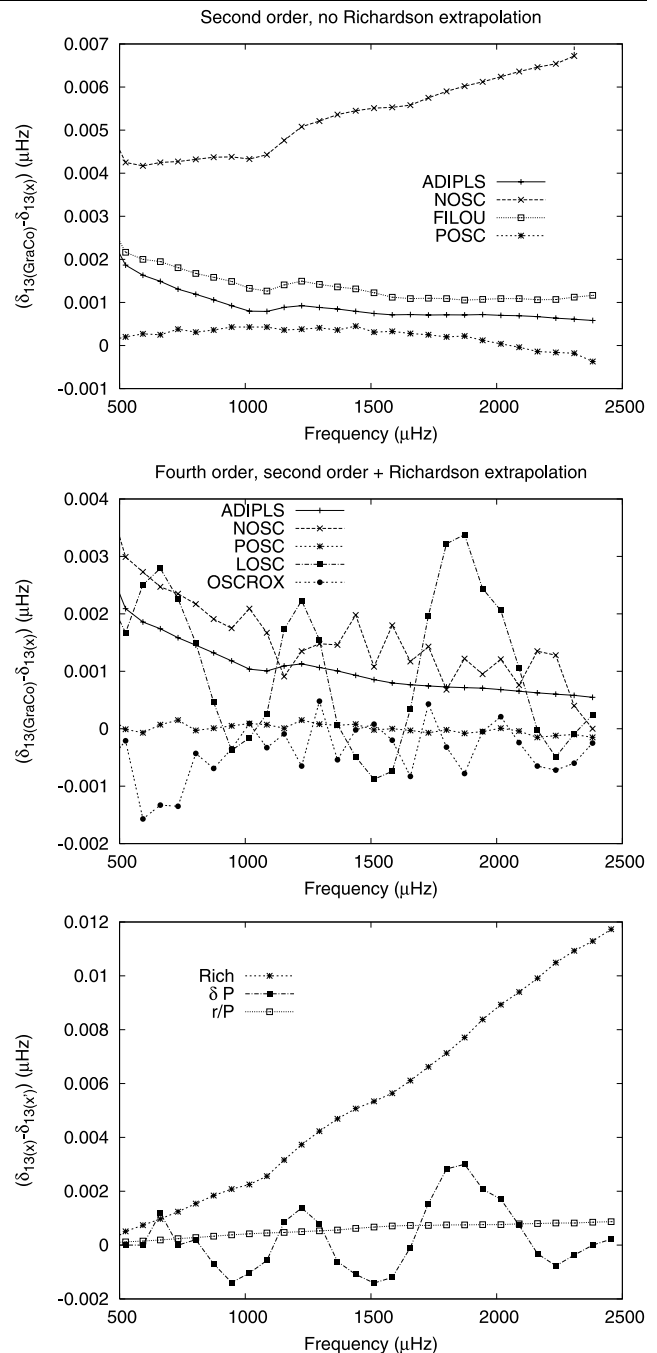 Second order, no Richardson extrapolation
0.007
0.006
0.005
0.004
0.003
0.002
0.001
0
-0.001
(δ13(GraCo)-δ13(x)) (μHz)
ADIPLS
NOSC
FILOU
POSC
500
1000
1500
2000
2500
Frequency (μHz)
Fourth order, second order + Richardson extrapolation
0.004
0.003
0.002
0.001
0
-0.001
-0.002
(δ13(GraCo)-δ13(x)) (μHz)
ADIPLS
NOSC
POSC
LOSC
OSCROX
500
1000
1500
2000
2500
Frequency (μHz)
0.012
0.01
0.008
0.006
0.004
0.002
0
-0.002
(δ13(x)-δ13(x')) (μHz)
Rich
δ P
r/P
500
1000
1500
2000
2500
Frequency (μHz)